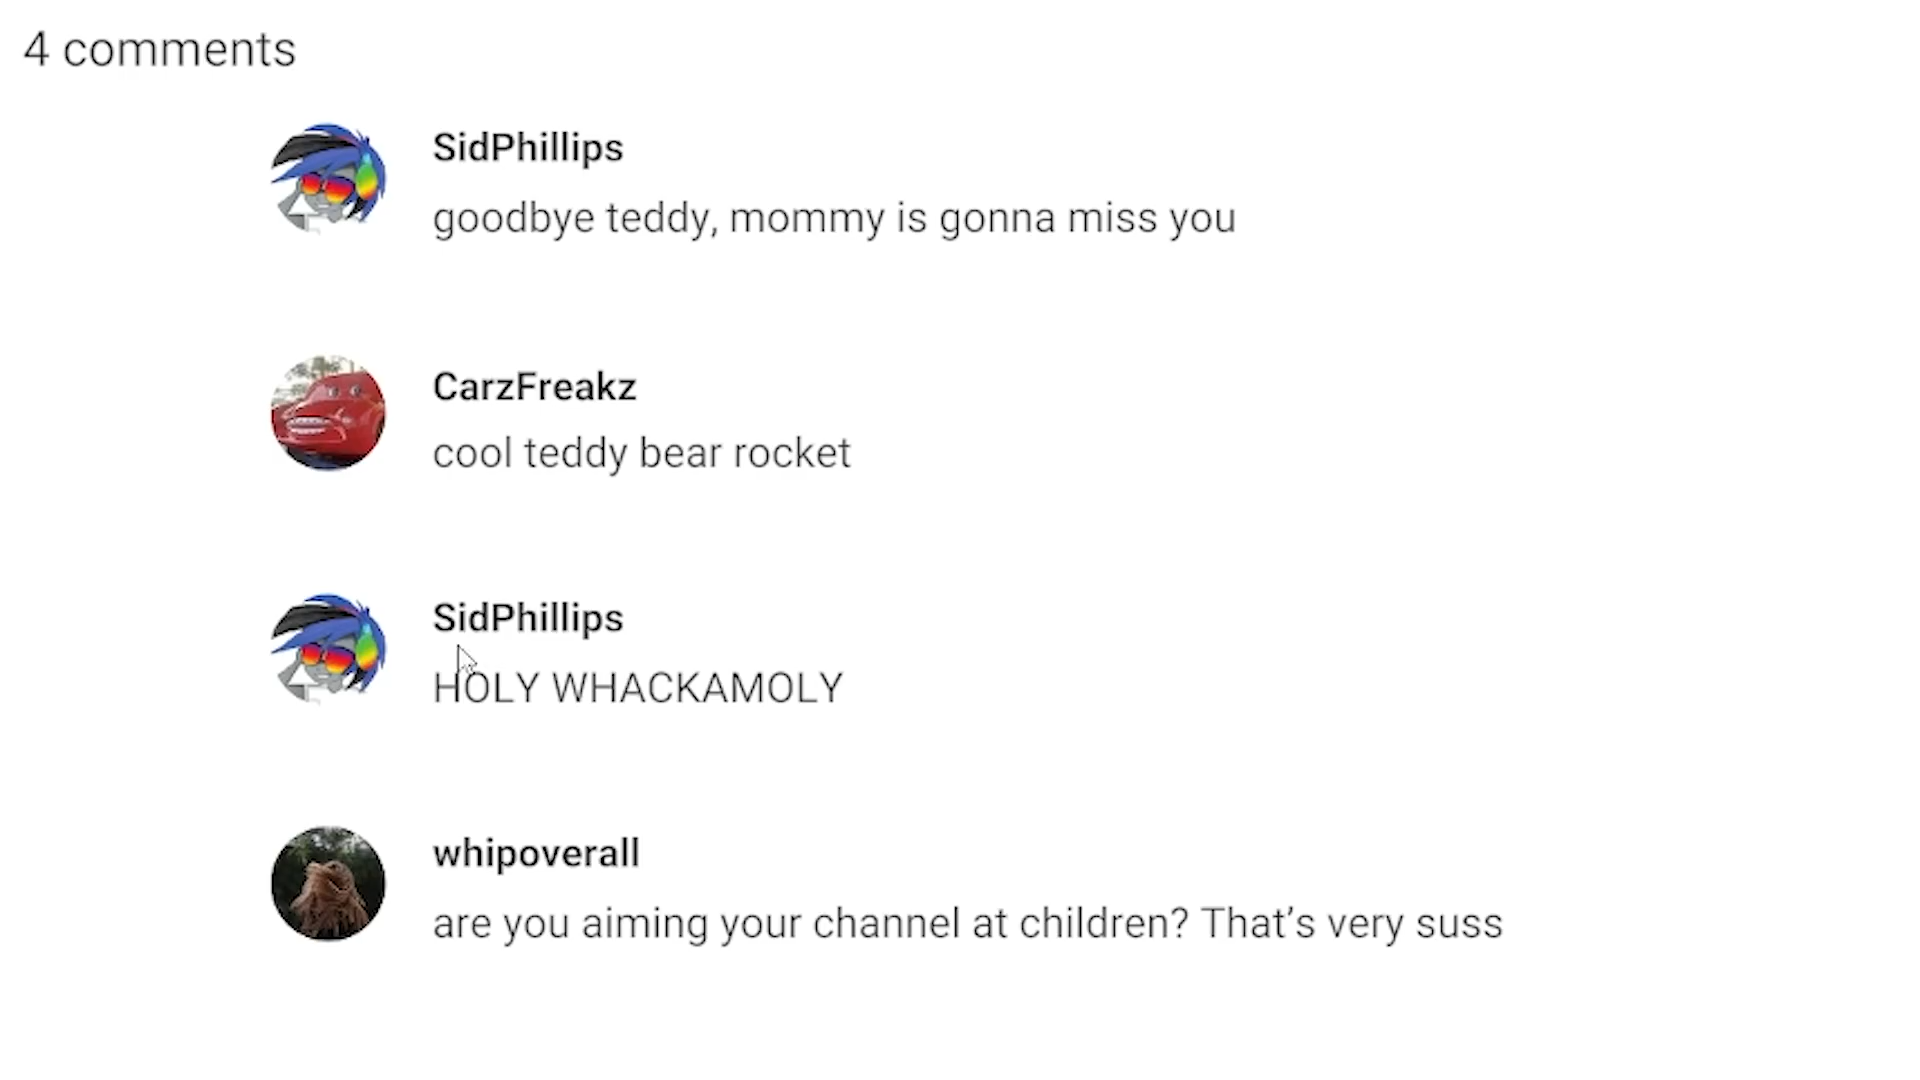 4 comments
SidPhillips
goodbye teddy, mommy is gonna miss you
CarzFreakz
cool teddy bear rocket
SidPhillips
HOLY WHACKAMOLY
whipoverall
are you aiming your channel at children? That’s very suss